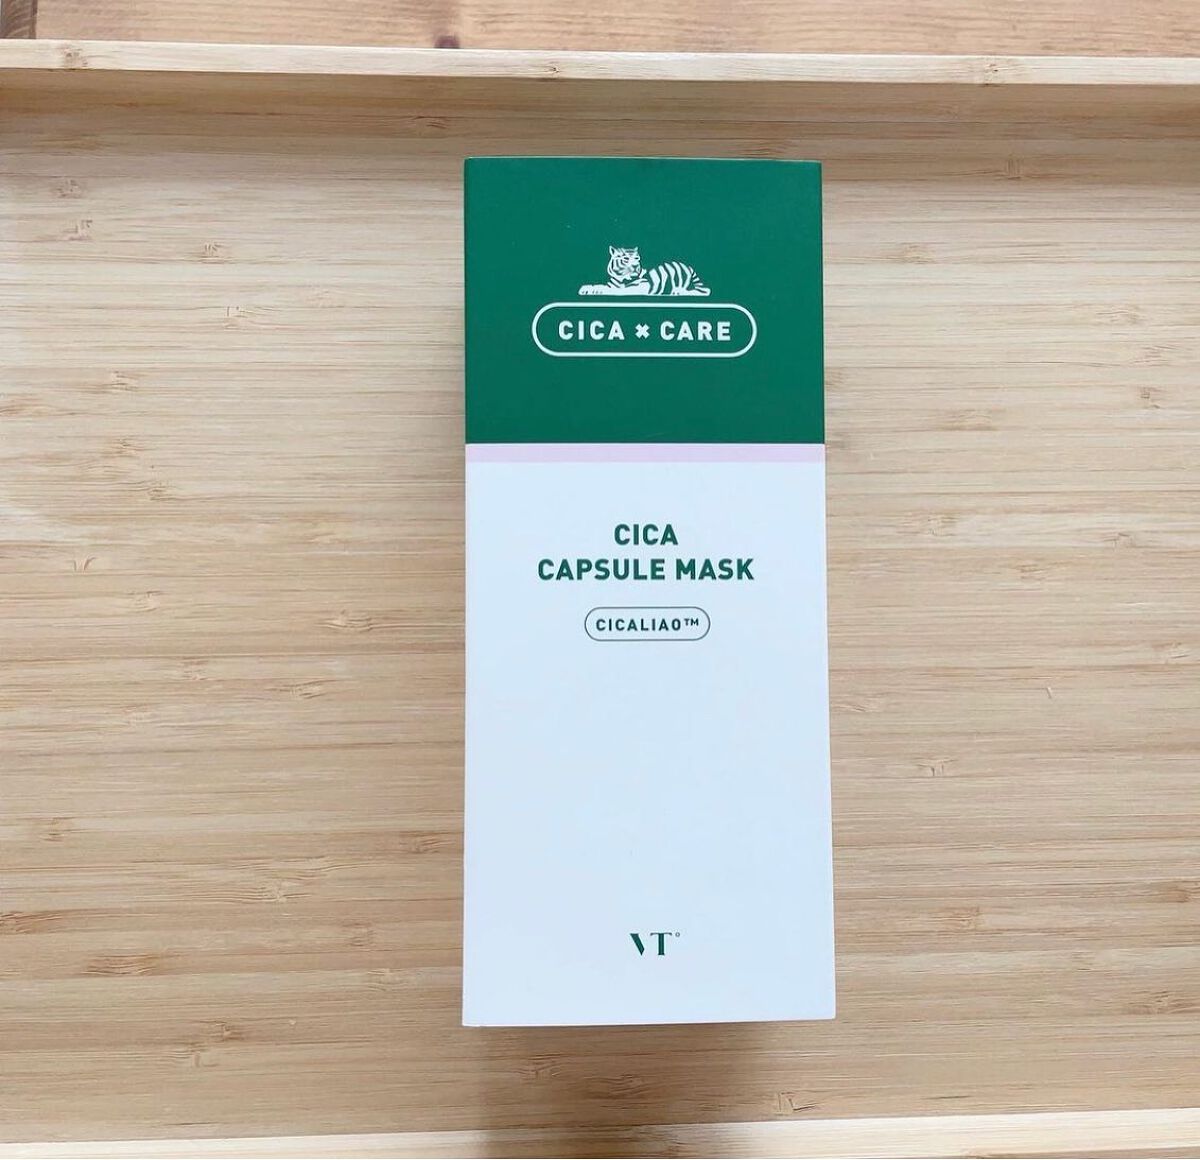 CICA × CARE
CICA
CAPSULE MASK
CICALIAO™
VT°